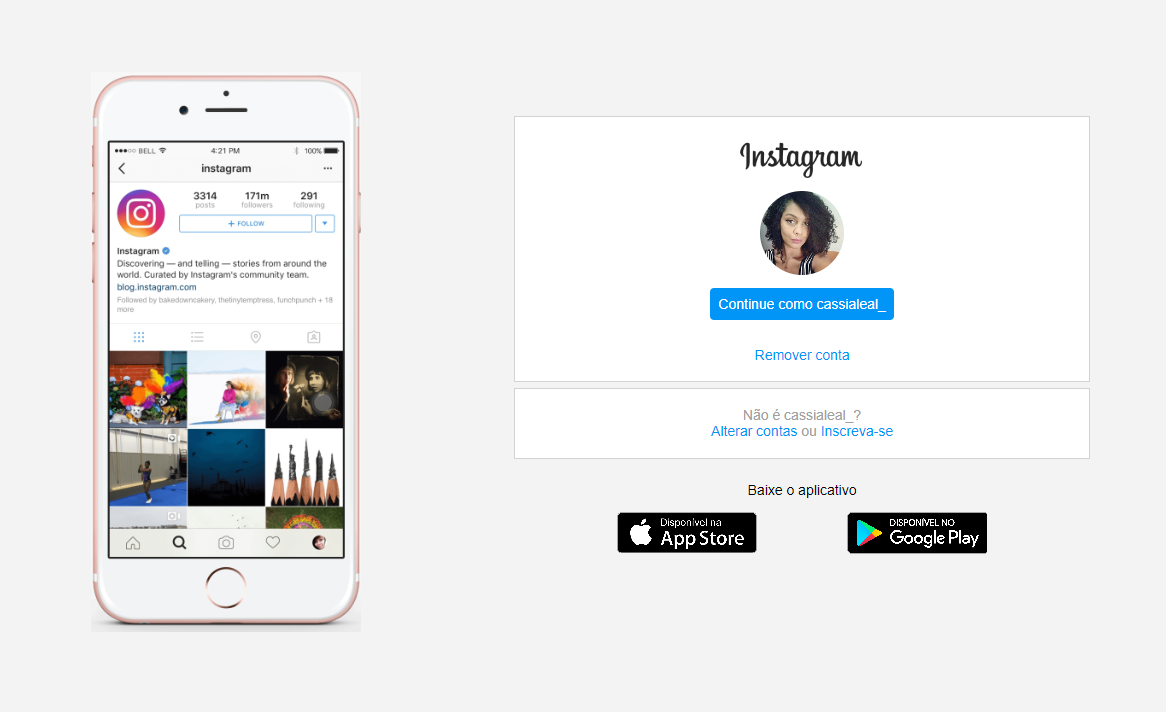 BELL 4:21 PM 100%
instagram
3314 171m 291
posts followers following
+ FOLLOW
Instagram
Discovering — and telling — stories from around the
world. Curated by Instagram's community team.
blog.instagram.com
Followed by bakedowncakery, thetinytemptress, funchpunch + 18
more
Instagram
Continue como cassialeal_
Remover conta
Não é cassialeal_?
Alterar contas ou Inscreva-se
Baixe o aplicativo
Disponível na
App Store
DISPONÍVEL NO
Google Play